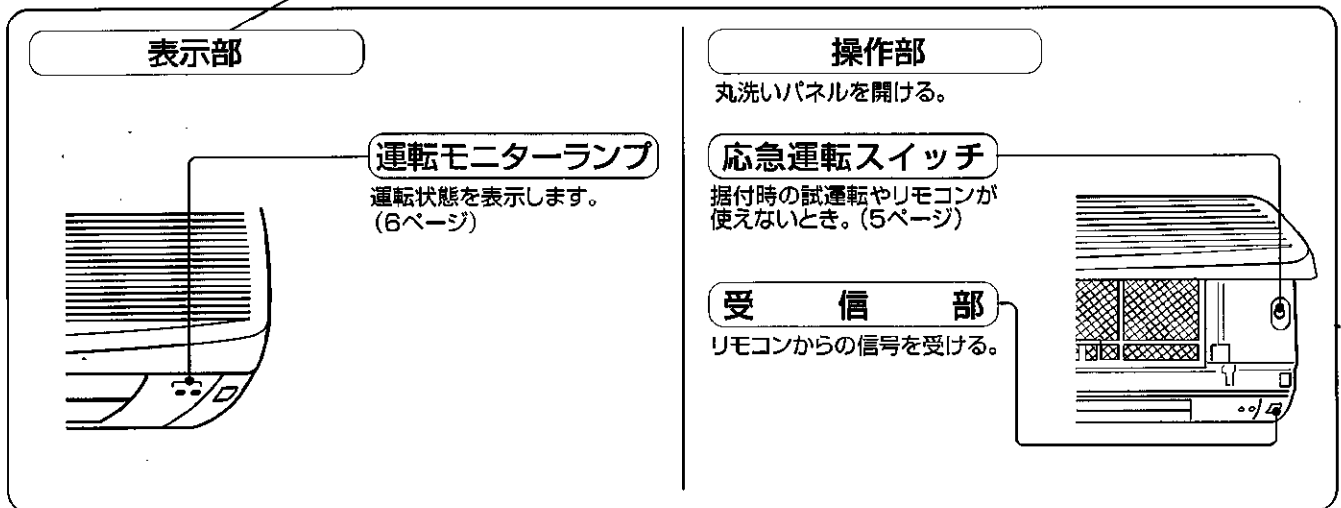 表示部
運転モニターランプ
運転状態を表示します。
（6ページ）
操作部
丸洗いパネルを開ける。
応急運転スイッチ
据付時の試運転やリモコンが
使えないとき。（5ページ）
受信部
リモコンからの信号を受ける。